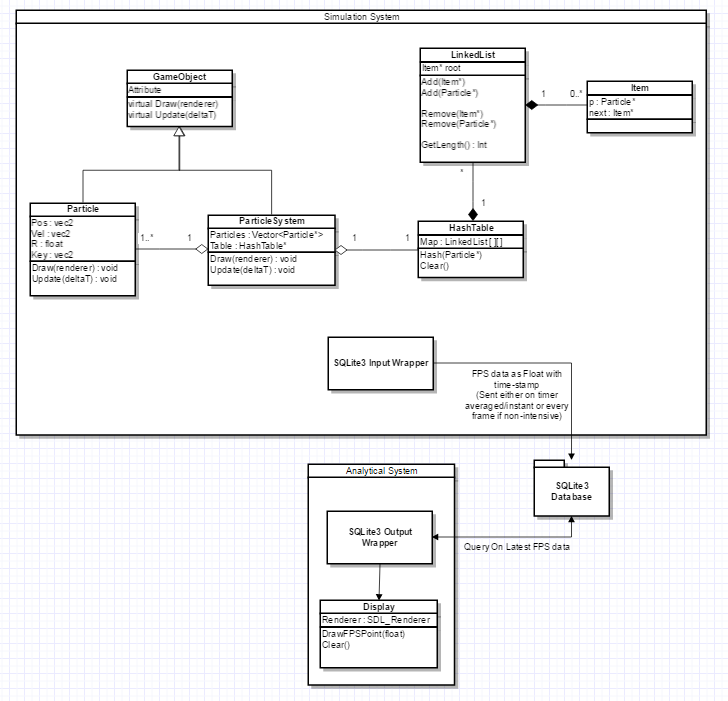 Simulation System
GameObject
Attribute
virtual Draw(renderer)
virtual Update(deltaT)
LinkedList
Item* root
Add(Item*)
Add(Particle*)
Remove(Item*)
Remove(Particle*)
GetLength() : Int
1
0..*
Item
p : Particle*
next : Item*
*
1
Particle
Pos : vec2
Vel : vec2
R : float
Key : vec2
Draw(renderer) : void
Update(deltaT) : void
1..*
1
ParticleSystem
Particles : Vector<Particle*>
Table : HashTable*
Draw(renderer) : void
Update(deltaT) : void
1
1
HashTable
Map : LinkedList[ ][ ]
Hash(Particle*)
Clear()
SQLite3 Input Wrapper
FPS data as Float with
time-stamp
(Sent either on timer
averaged/instant or every
frame if non-intensive)
SQLite3
Database
Analytical System
SQLite3 Output
Wrapper
Query On Latest FPS data
Display
Renderer : SDL_Renderer
DrawFPSPoint(float)
Clear()